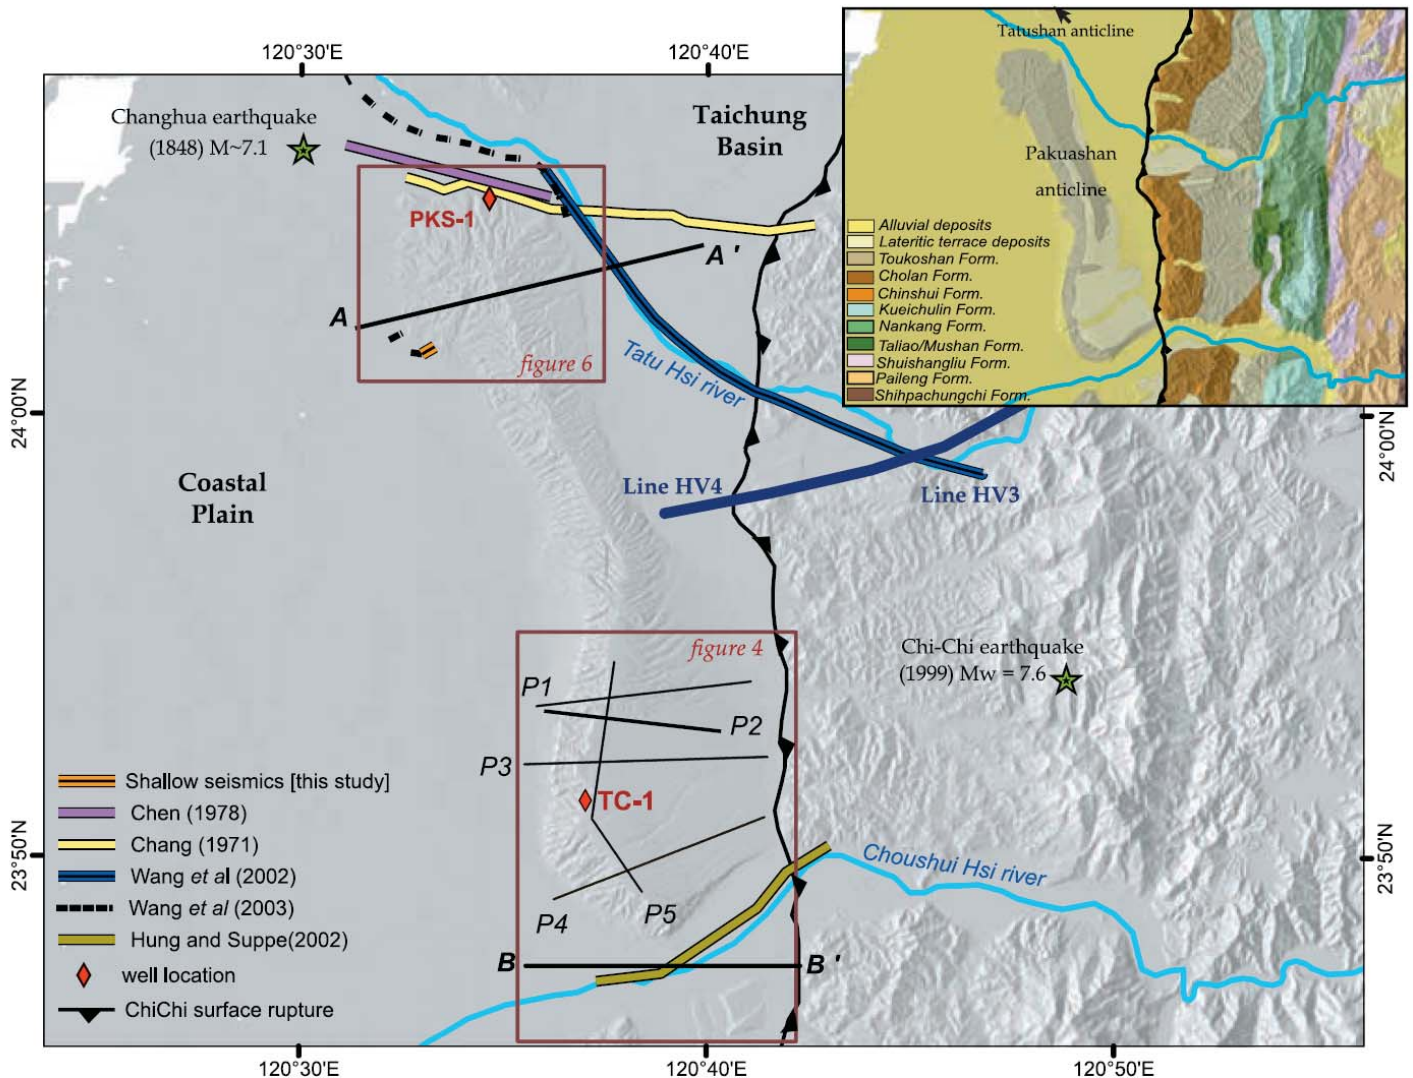 120°30'E
120°40'E
Changhua earthquake
(1848) M~7.1
Taichung
Basin
PKS-1
A
A'
figure 6
Tatu Hsi river
24°00'N
24°00'N
Coastal
Plain
Line HV4
Line HV3
figure 4
Chi-Chi earthquake
(1999) Mw = 7.6
P1
P2
P3
TC-1
P4
P5
B
B'
Choushui Hsi river
23°50'N
23°50'N
Shallow seismics [this study]
Chen (1978)
Chang (1971)
Wang et al (2002)
Wang et al (2003)
Hung and Suppe(2002)
well location
ChiChi surface rupture
120°30'E
120°40'E
120°50'E
Tatushan anticline
Pakuashan
anticline
Alluvial deposits
Lateritic terrace deposits
Toukoshan Form.
Cholan Form.
Chinshui Form.
Kueichulin Form.
Nankang Form.
Taliao/Mushan Form.
Shuishangliu Form.
Paileng Form.
Shihpachungchi Form.